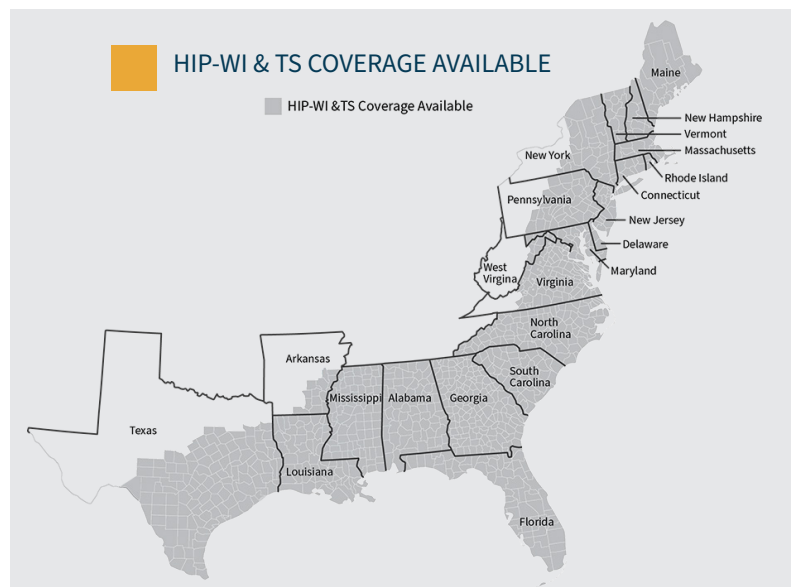 HIP-WI & TS COVERAGE AVAILABLE
HIP-WI &TS Coverage Available
Maine
New Hampshire
Vermont
Massachusetts
New York
Rhode Island
Connecticut
Pennsylvania
New Jersey
Delaware
Maryland
West
Virgina
Virginia
North
Carolina
Arkansas
South
Carolina
Mississippi
Alabama
Georgia
Texas
Louisiana
Florida